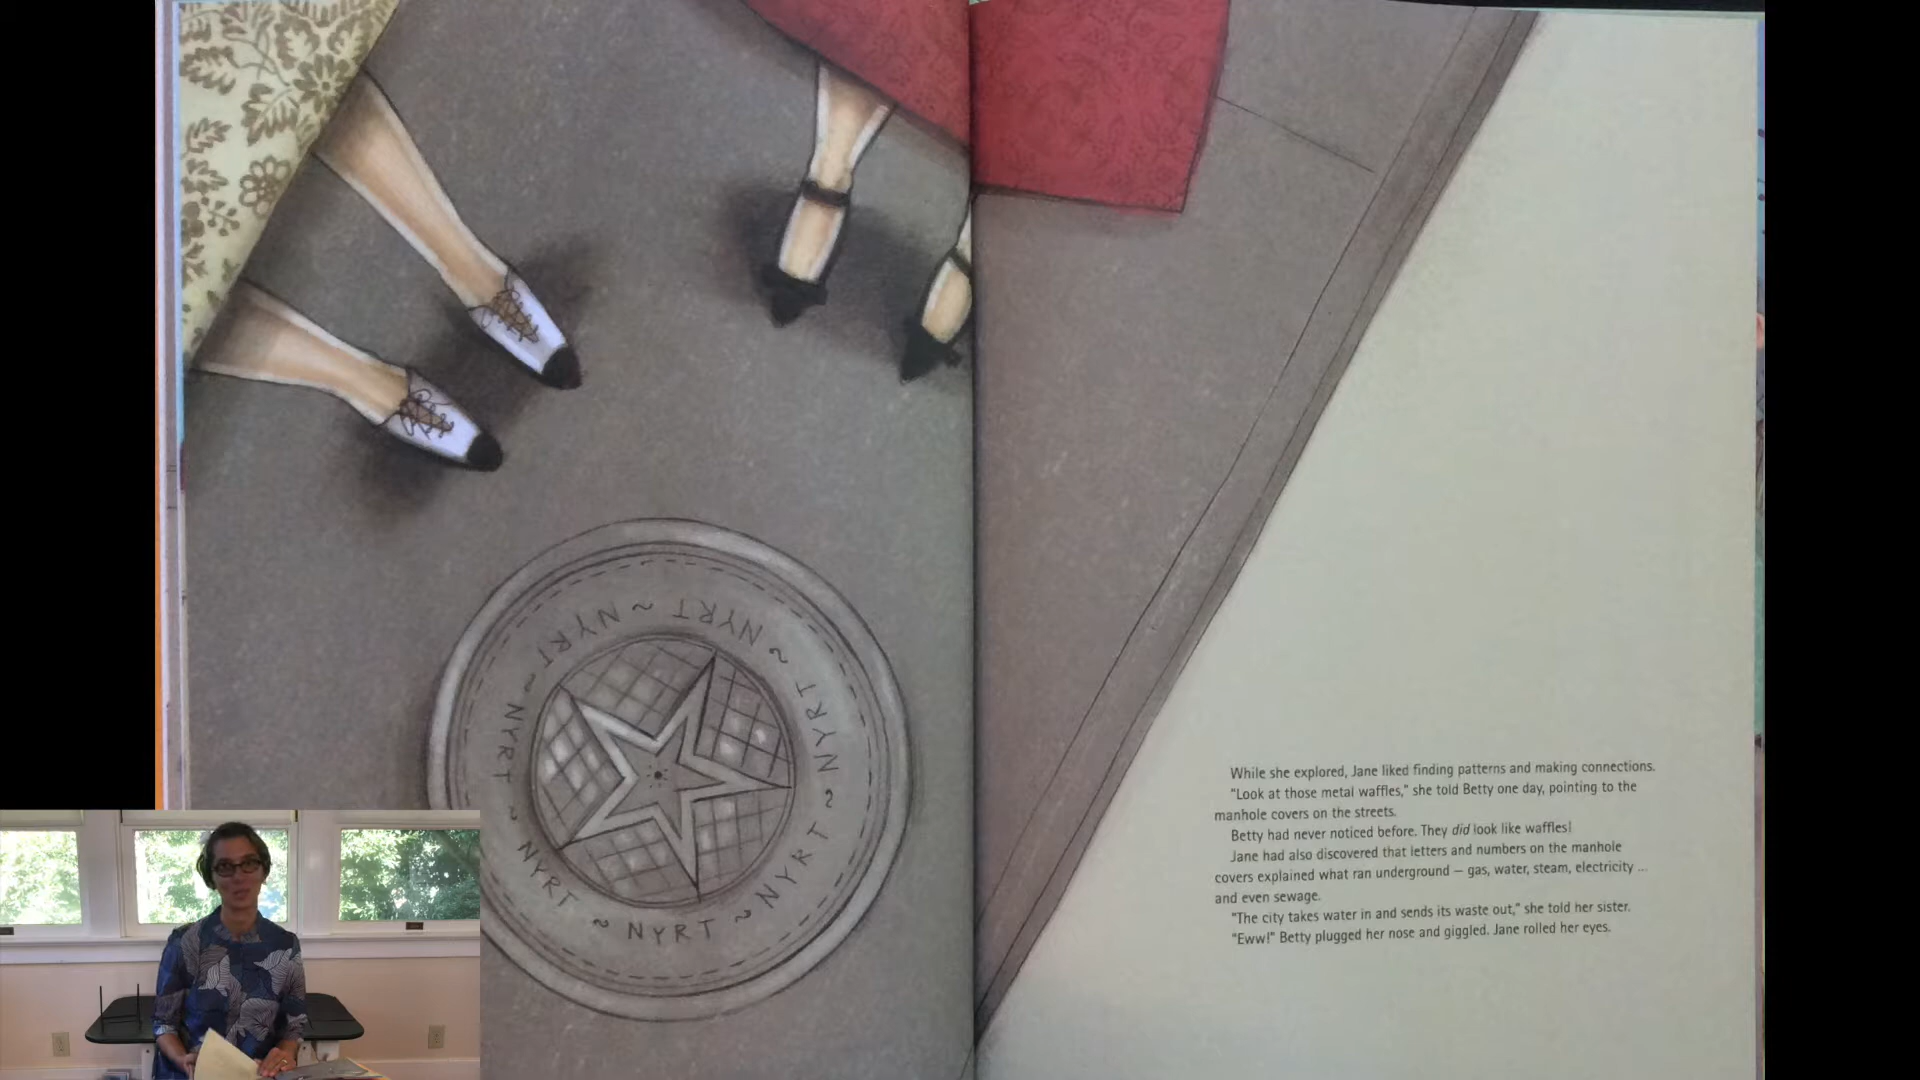 NYRT ~ NYRT ~ NYRT ~ NYRT ~ NYRT ~ NYRT ~ NYRT ~
While she explored, Jane liked finding patterns and making connections.
"Look at those metal waffles," she told Betty one day, pointing to the
manhole covers on the streets.
Betty had never noticed before. They did look like waffles!
Jane had also discovered that letters and numbers on the manhole
covers explained what ran underground — gas, water, steam, electricity ...
and even sewage.
"The city takes water in and sends its waste out," she told her sister.
"Eww!" Betty plugged her nose and giggled. Jane rolled her eyes.